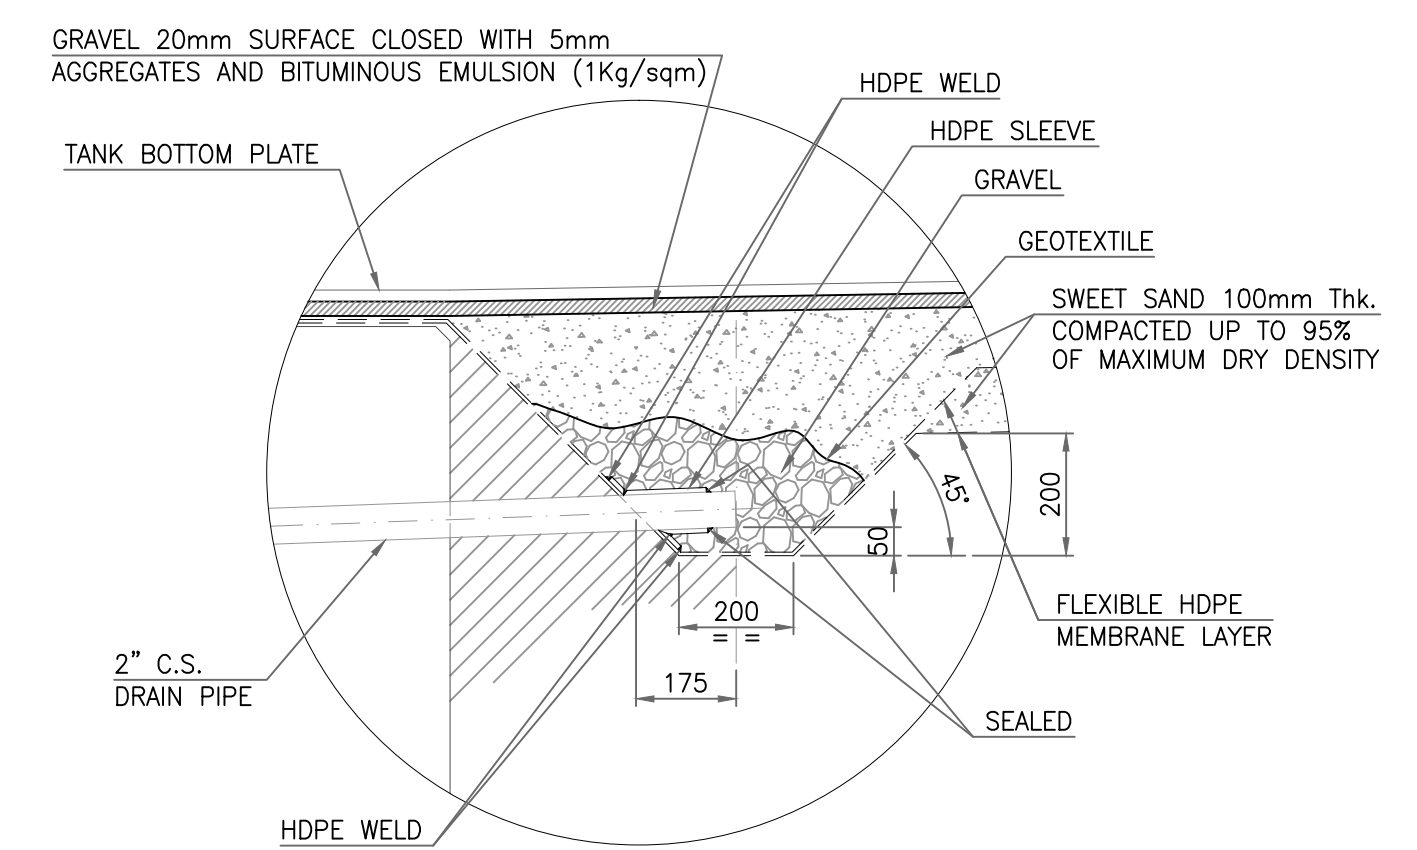 GRAVEL 20mm SURFACE CLOSED WITH 5mm
AGGREGATES AND BITUMINOUS EMULSION (1Kg/sqm)
HDPE WELD
HDPE SLEEVE
TANK BOTTOM PLATE
GRAVEL
GEOTEXTILE
SWEET SAND 100mm Thk.
COMPACTED UP TO 95%
OF MAXIMUM DRY DENSITY
45°
200
50
200
= =
FLEXIBLE HDPE
MEMBRANE LAYER
2" C.S.
DRAIN PIPE
175
SEALED
HDPE WELD